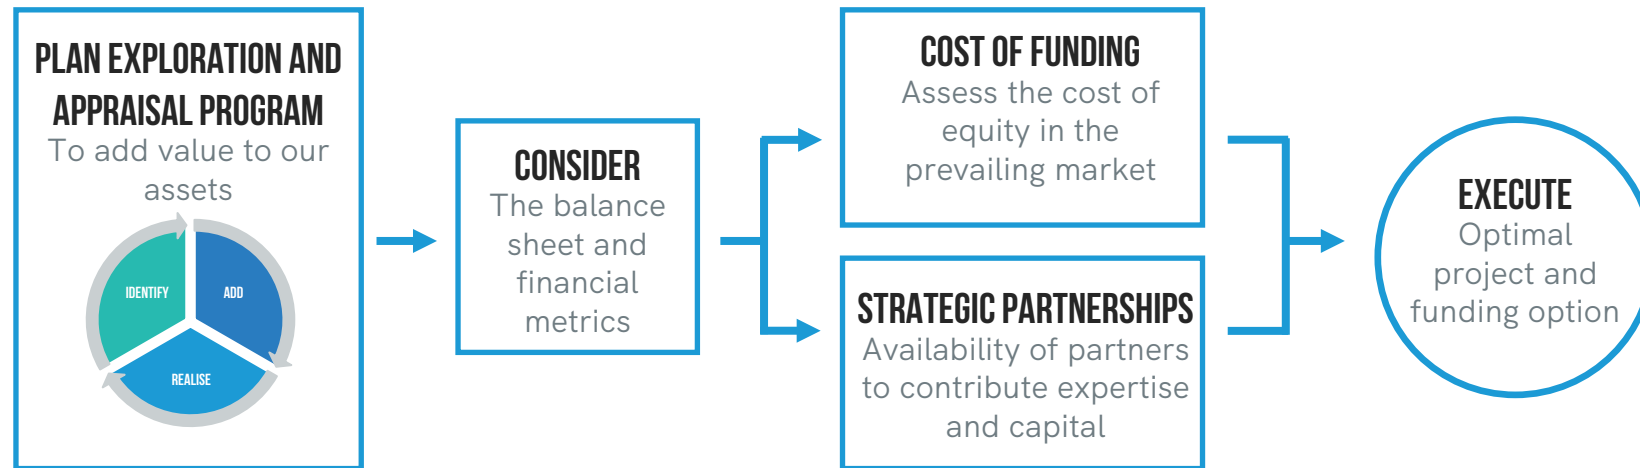 PLAN EXPLORATION AND
APPRAISAL PROGRAM
To add value to our
assets
IDENTIFY
ADD
REALISE
CONSIDER
The balance
sheet and
financial
metrics
COST OF FUNDING
Assess the cost of
equity in the
prevailing market
STRATEGIC PARTNERSHIPS
Availability of partners
to contribute expertise
and capital
EXECUTE
Optimal
project and
funding option